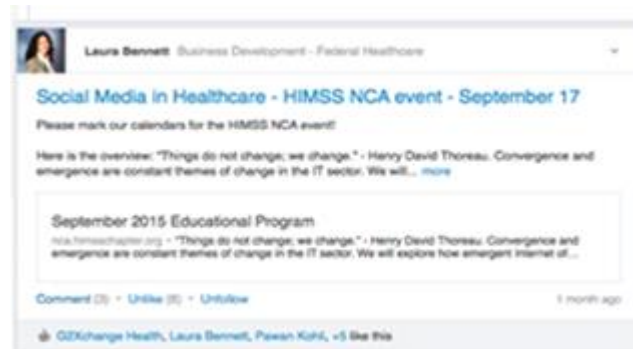 Laura Bennett Business Development - Federal Healthcare
Social Media in Healthcare - HIMSS NCA event - September 17
Please mark our calendars for the HIMSS NCA event!
Here is the overview: "Things do not change; we change." - Henry David Thoreau. Convergence and
emergence are constant themes of change in the IT sector. We will... more
September 2015 Educational Program
nca.himsschapter.org • "Things do not change; we change." - Henry David Thoreau. Convergence and
emergence are constant themes of change in the IT sector. We will explore how emergent internet of...
Comment (3) • Unlike (8) • Unfollow
1 month ago
G2Xchange Health, Laura Bennett, Pawan Kohli, +5 like this